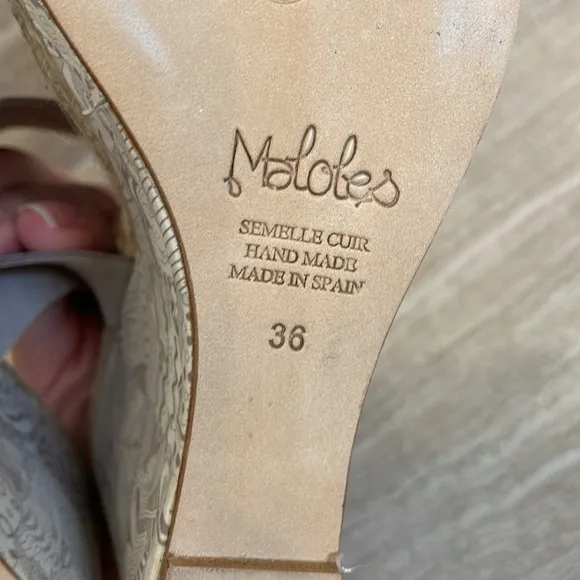 Maloles
SEMELLE CUIR
HAND MADE
MADE IN SPAIN
36